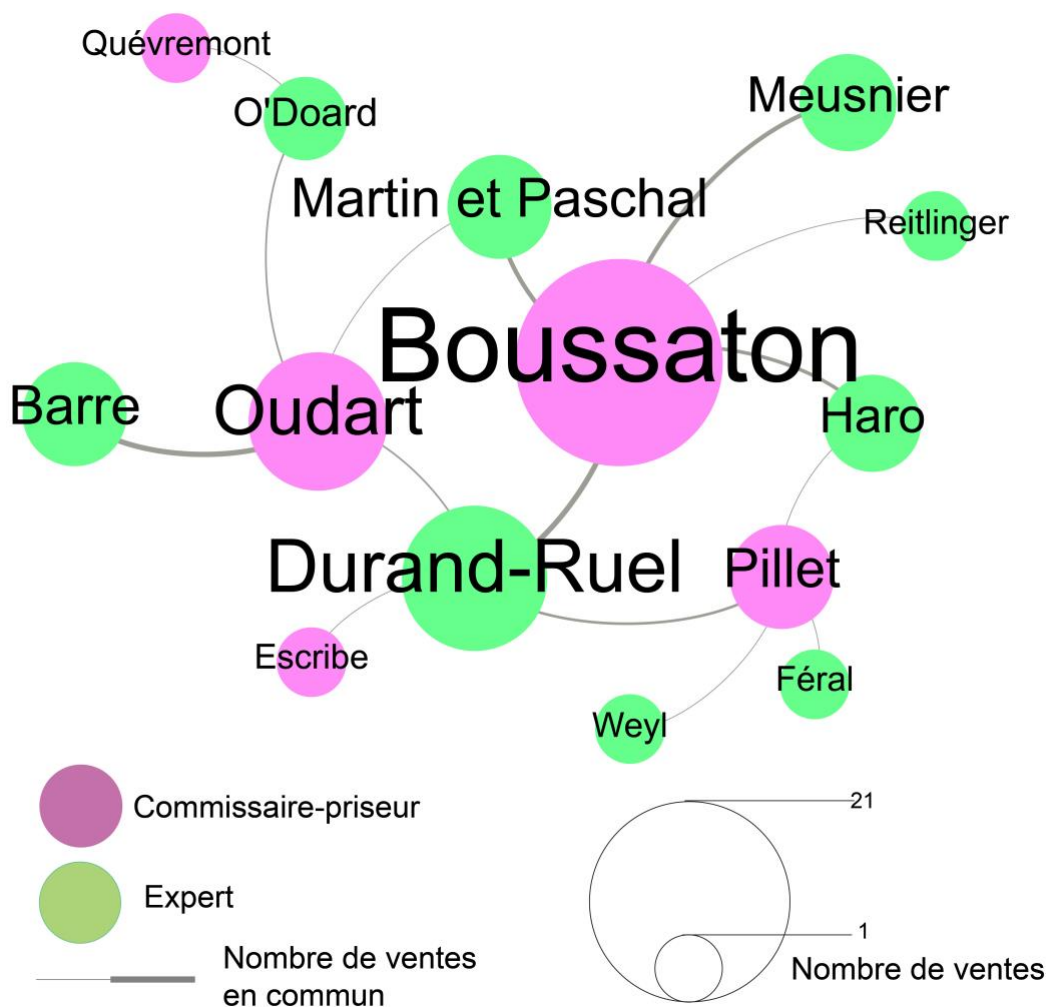 Quévremont
O'Doard
Meusnier
Martin et Paschal
Reitlinger
Boussaton
Barre
Oudart
Haro
Durand-Ruel
Pillet
Escribe
Féral
Weyl
Commissaire-priseur
21
Expert
1
Nombre de ventes
en commun
Nombre de ventes